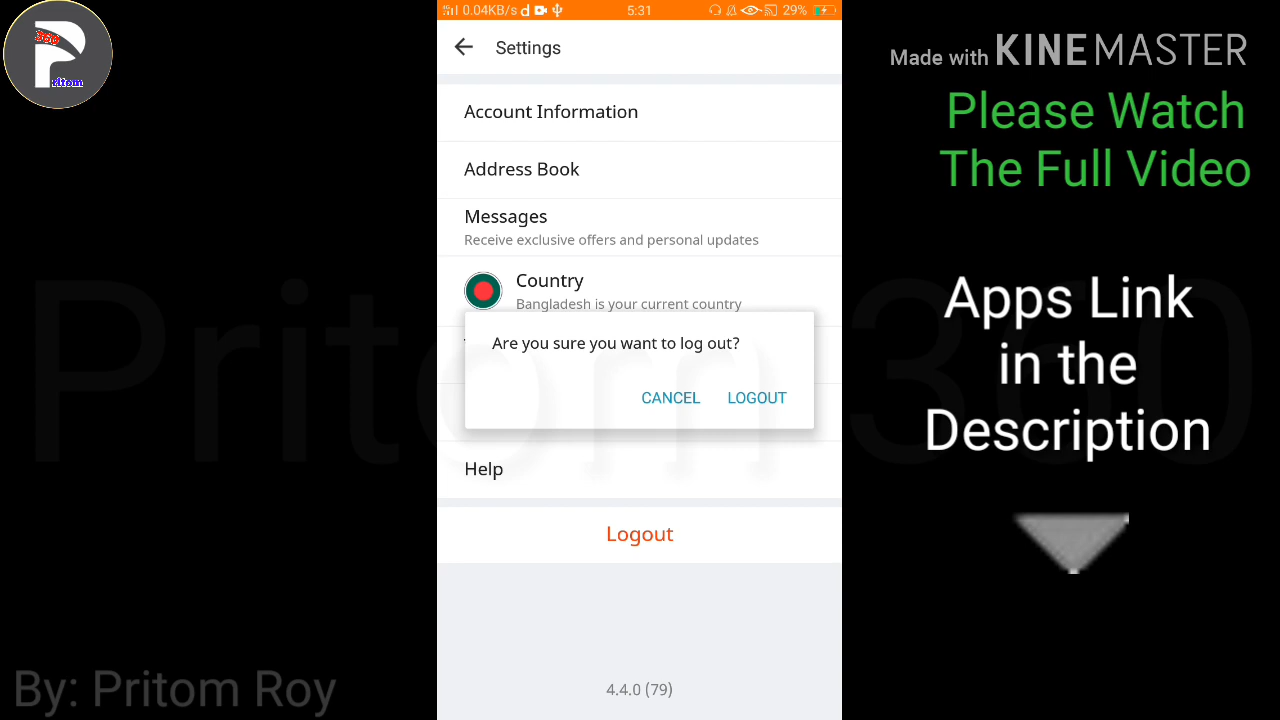 360
Pritom
0.04KB/s
5:31
29%
Settings
Account Information
Address Book
Messages
Receive exclusive offers and personal updates
Country
Bangladesh is your current country
Are you sure you want to log out?
CANCEL LOGOUT
Help
Logout
4.4.0 (79)
Made with KINEMASTER
Please Watch
The Full Video
Apps Link
in the
Description
Pritom 360
By: Pritom Roy